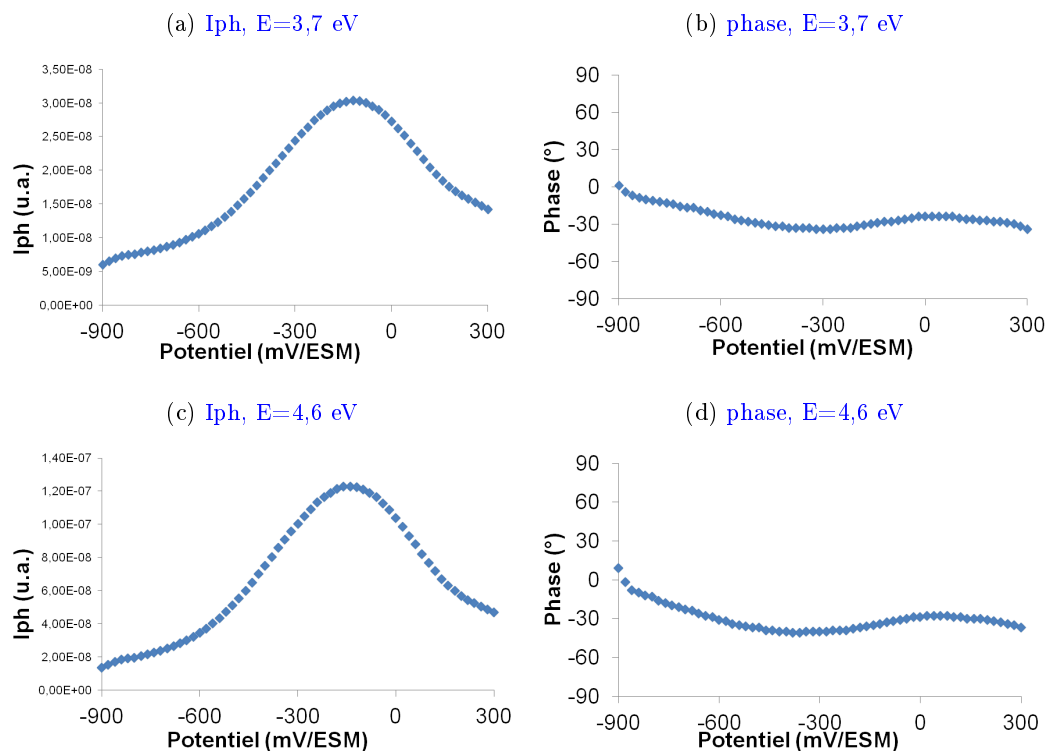 (a) Iph, E=3,7 eV
3,50E-08
3,00E-08
2,50E-08
2,00E-08
1,50E-08
1,00E-08
5,00E-09
0,00E+00
Iph (u.a.)
-900 -600 -300 0 300
Potentiel (mV/ESM)
(b) phase, E=3,7 eV
90
60
30
0
-30
-60
-90
Phase (°)
-900 -600 -300 0 300
Potentiel (mV/ESM)
(c) Iph, E=4,6 eV
1,40E-07
1,20E-07
1,00E-07
8,00E-08
6,00E-08
4,00E-08
2,00E-08
0,00E+00
Iph (u.a.)
-900 -600 -300 0 300
Potentiel (mV/ESM)
(d) phase, E=4,6 eV
90
60
30
0
-30
-60
-90
Phase (°)
-900 -600 -300 0 300
Potentiel (mV/ESM)